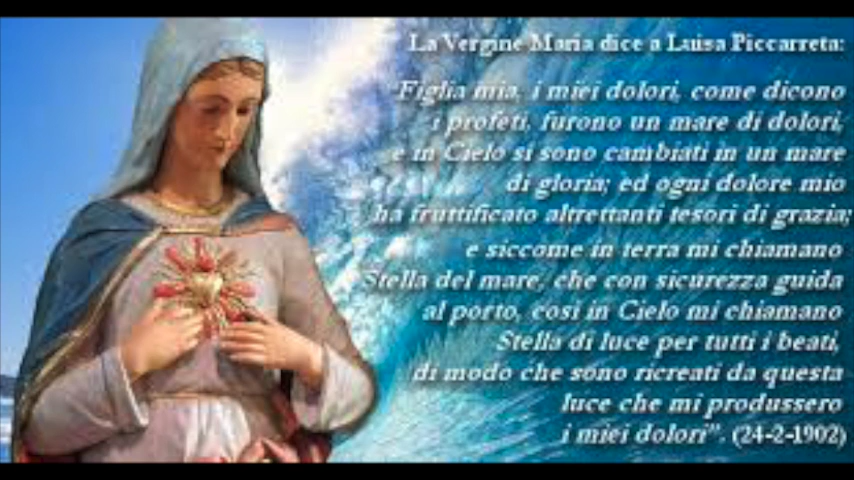 La Vergine Maria dice a Luisa Piccarreta:
"Figlia mia, i miei dolori, come dicono
i profeti, furono un mare di dolori,
e in Cielo si sono cambiati in un mare
di gloria; ed ogni dolore mio
ha fruttificato altrettanti tesori di grazia;
e siccome in terra mi chiamano
Stella del mare, che con sicurezza guida
al porto, così in Cielo mi chiamano
Stella di luce per tutti i beati,
di modo che sono ricreati da questa
luce che mi produssero
i miei dolori”. (24-2-1902)